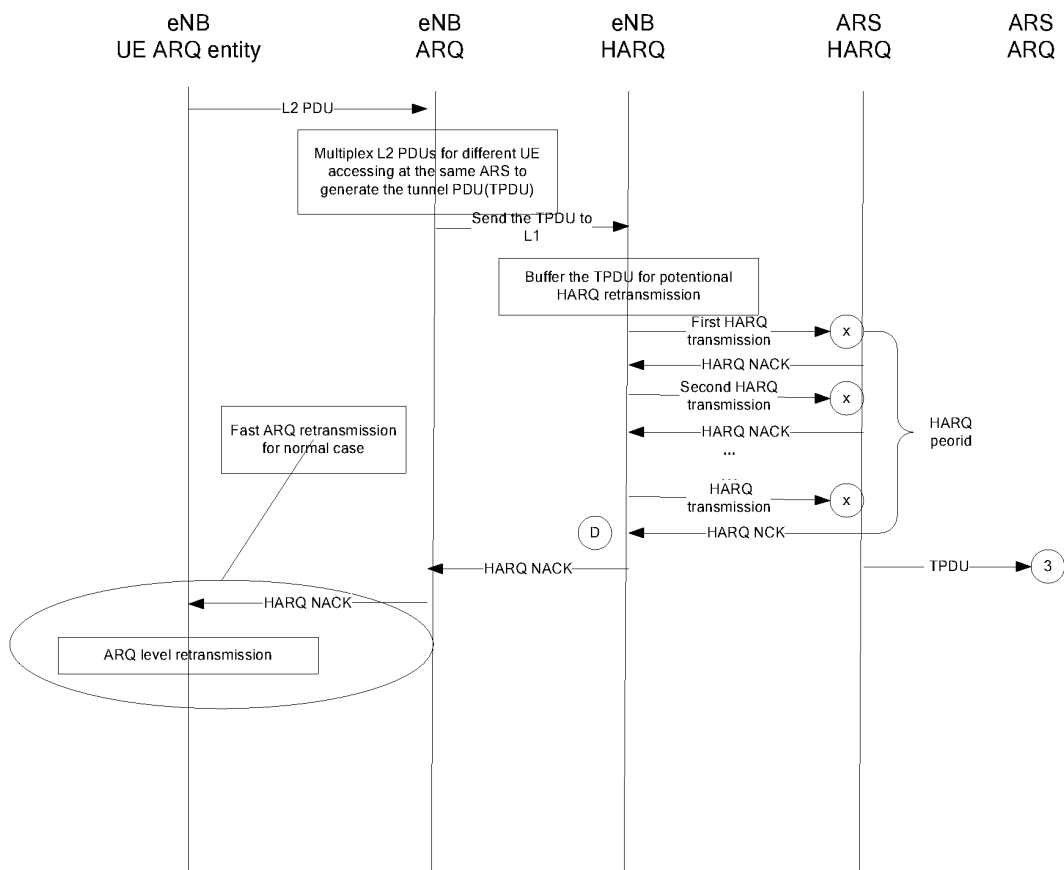 eNB
UE ARQ entity
eNB
ARQ
eNB
HARQ
ARS
HARQ
ARS
ARQ
L2 PDU
Multiplex L2 PDUs for different UE
accessing at the same ARS to
generate the tunnel PDU(TPDU)
Send the TPDU to
L1
Buffer the TPDU for potentional
HARQ retransmission
First HARQ
transmission
x
HARQ NACK
Second HARQ
transmission
x
HARQ NACK
...
...
HARQ
transmission
x
HARQ
peorid
Fast ARQ retransmission
for normal case
D
HARQ NCK
HARQ NACK
TPDU
3
HARQ NACK
ARQ level retransmission